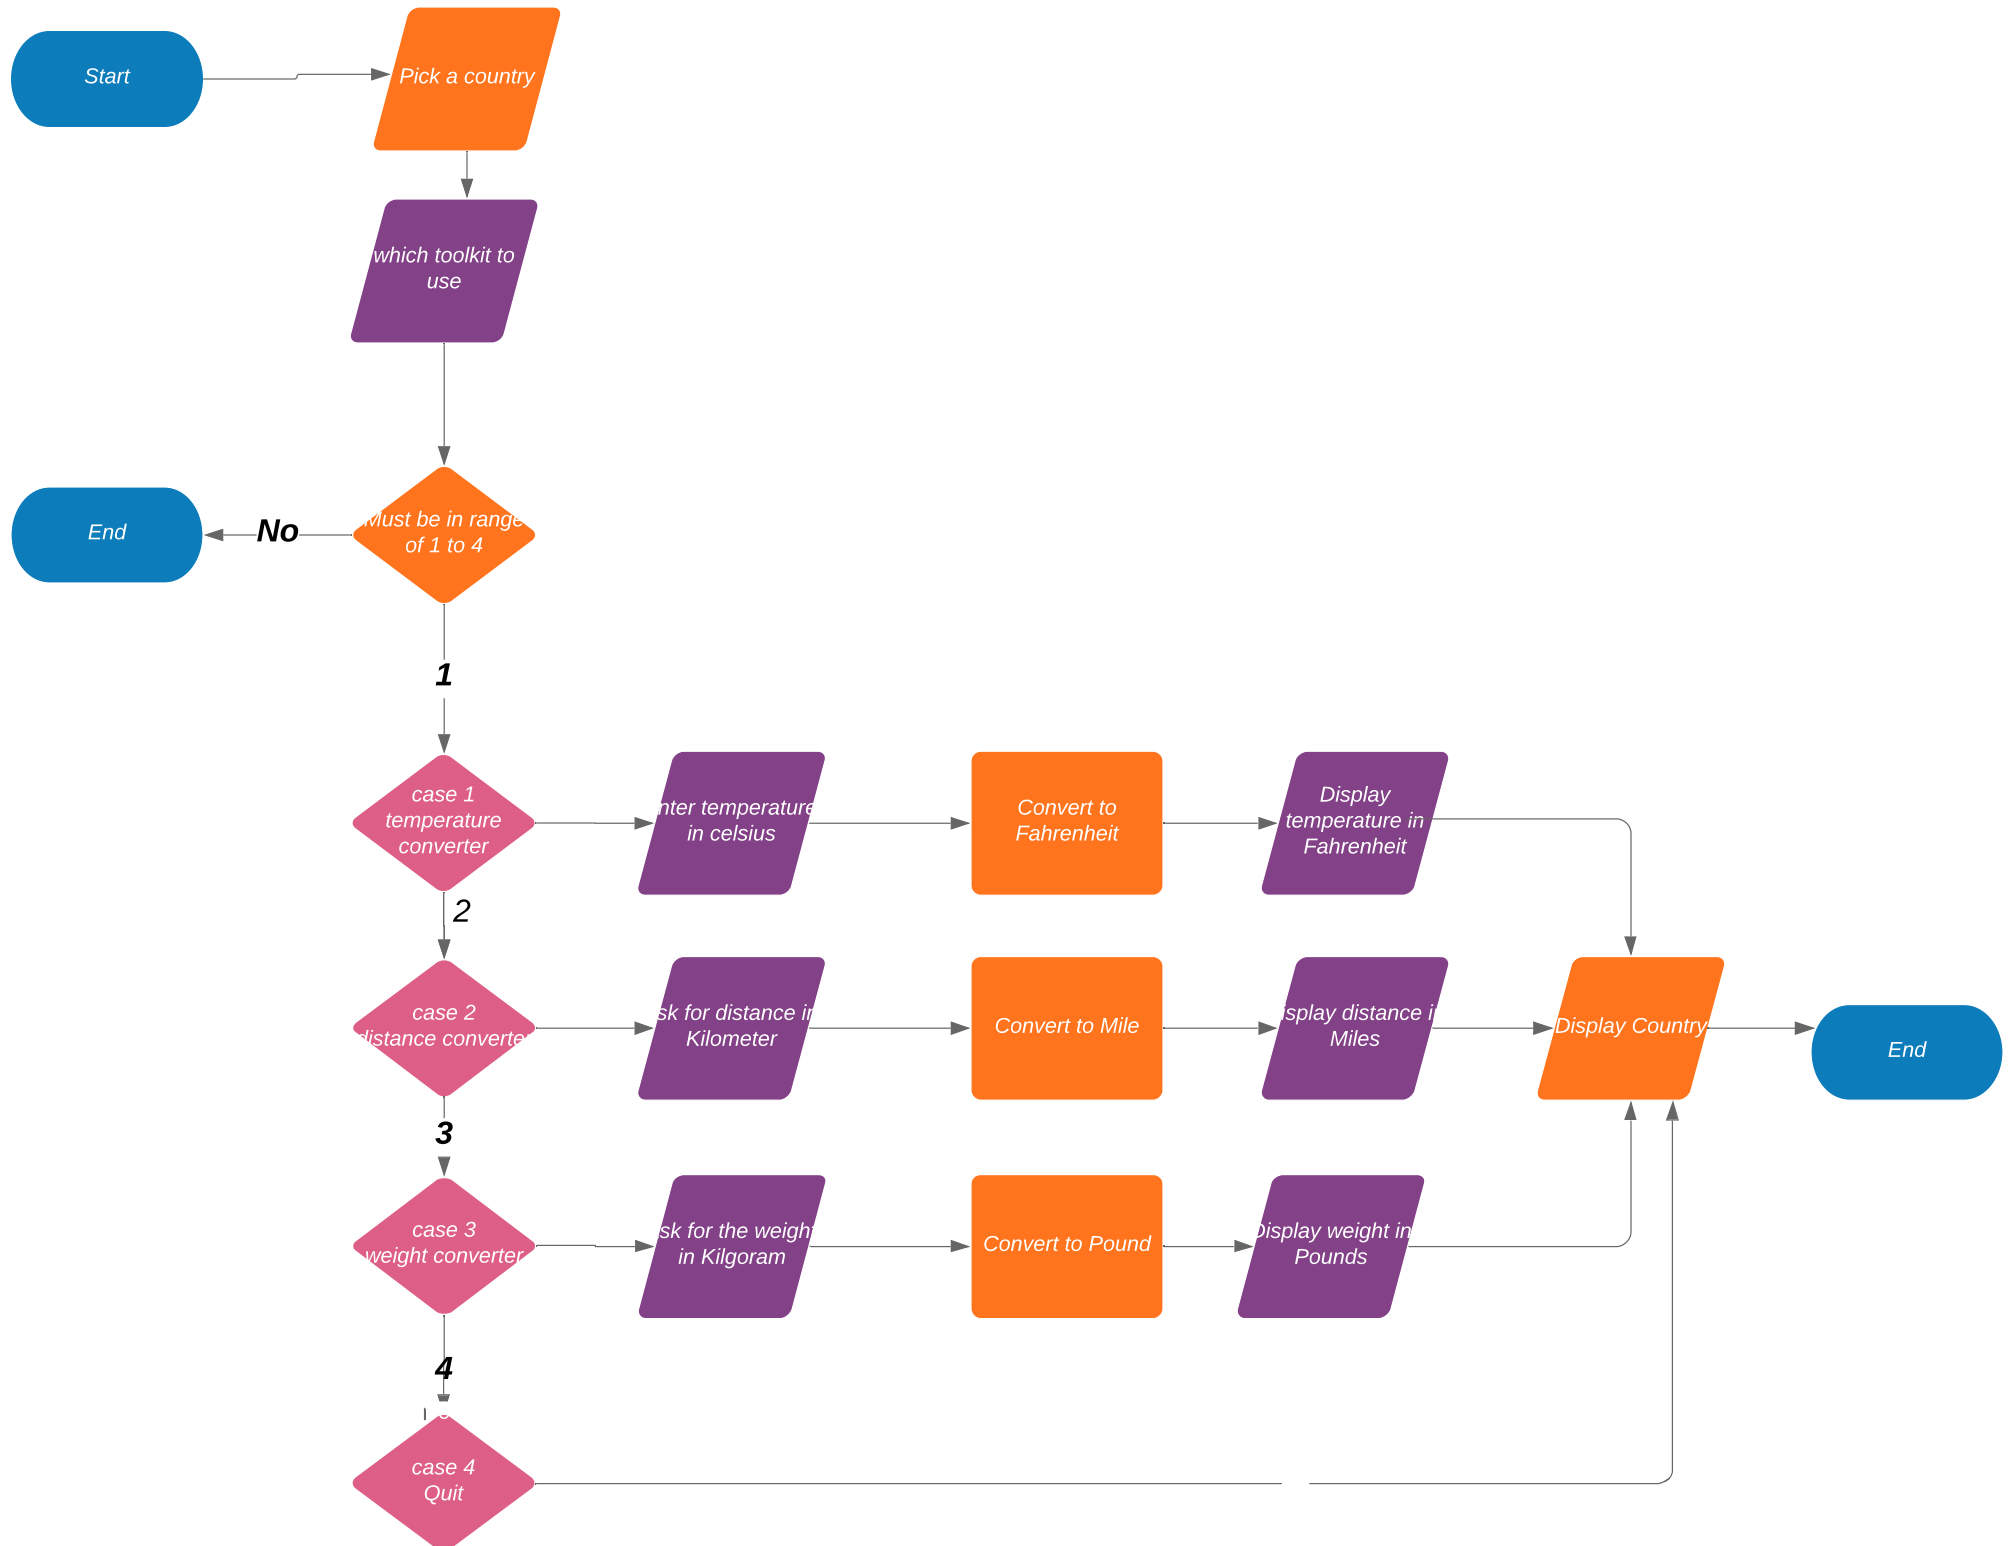 Start
Pick a country
which toolkit to
use
Must be in range
of 1 to 4
No
End
1
case 1
temperature
converter
nter temperature
in celsius
Convert to
Fahrenheit
Display
temperature in
Fahrenheit
2
case 2
distance converter
sk for distance in
Kilometer
Convert to Mile
isplay distance in
Miles
Display Country
End
3
case 3
weight converter
sk for the weight
in Kilgoram
Convert to Pound
Display weight in
Pounds
4
case 4
Quit